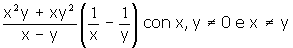 (x²y + xy²)/(x − y) (1/x − 1/y) con x, y ≠ 0 e x ≠ y